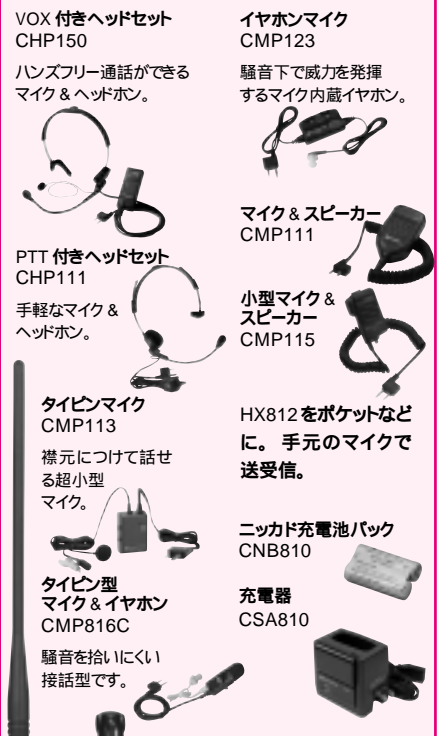 VOX 付きヘッドセット
CHP150
ハンズフリー通話ができる
マイク & ヘッドホン。
PTT 付きヘッドセット
CHP111
手軽なマイク &
ヘッドホン。
タイピンマイク
CMP113
襟元につけて話せ
る超小型
マイク。
タイピン型
マイク & イヤホン
CMP816C
騒音を拾いにくい
接話型です。
イヤホンマイク
CMP123
騒音下で威力を発揮
するマイク内蔵イヤホン。
マイク & スピーカー
CMP111
小型マイク &
スピーカー
CMP115
HX812 をポケットなど
に。 手元のマイクで
送受信。
ニッカド充電池パック
CNB810
充電器
CSA810